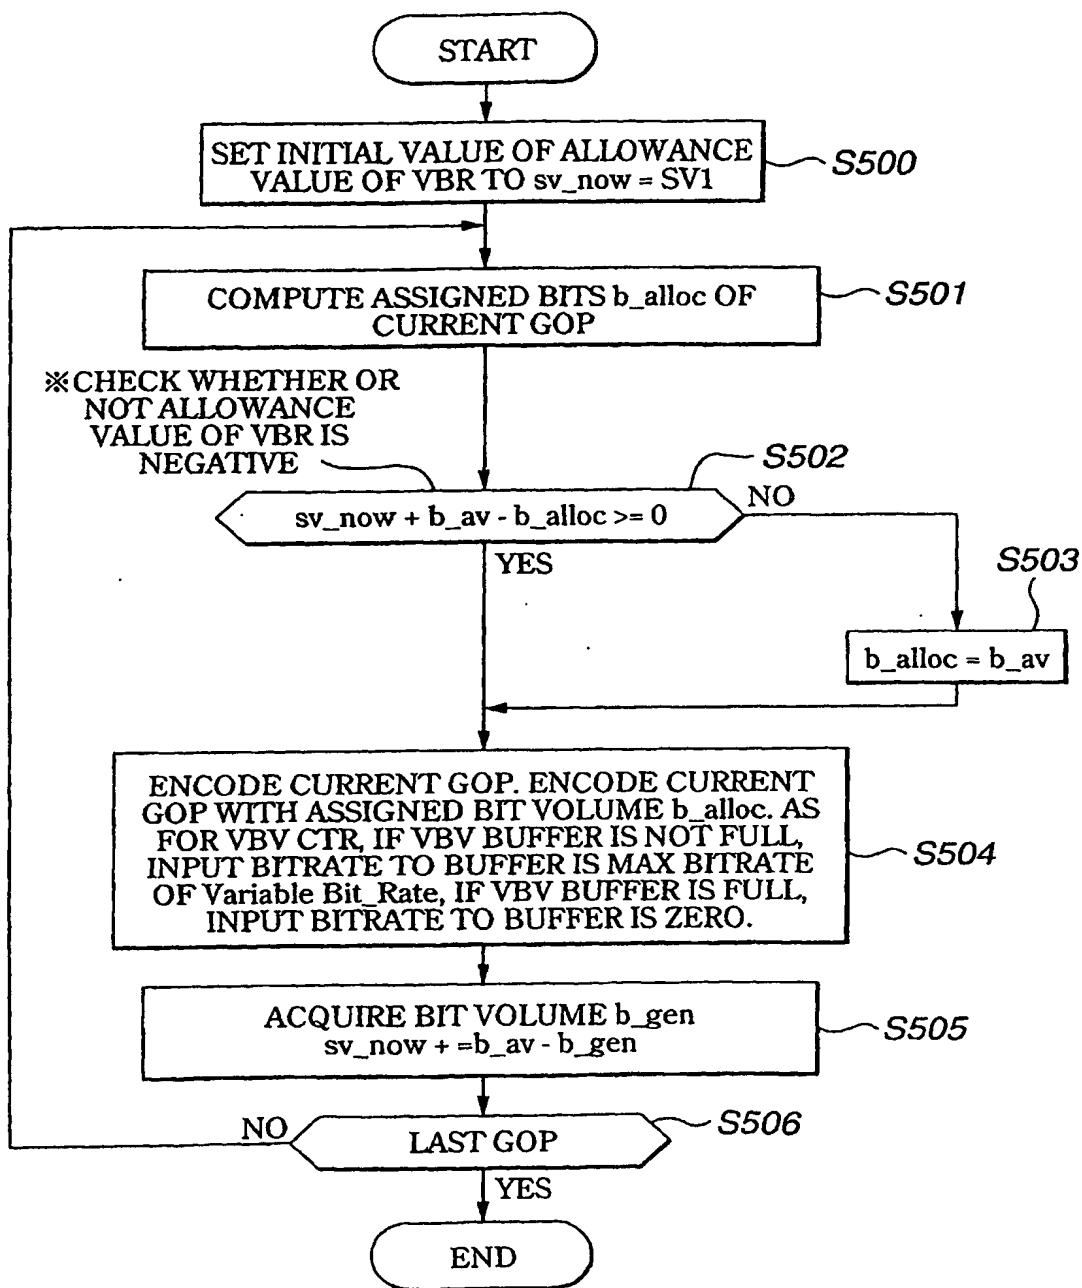 START
SET INITIAL VALUE OF ALLOWANCE
VALUE OF VBR TO sv_now = SV1
S500
COMPUTE ASSIGNED BITS b_alloc OF
CURRENT GOP
S501
※CHECK WHETHER OR
NOT ALLOWANCE
VALUE OF VBR IS
NEGATIVE
S502
sv_now + b_av - b_alloc >= 0
NO
YES
S503
b_alloc = b_av
ENCODE CURRENT GOP. ENCODE CURRENT
GOP WITH ASSIGNED BIT VOLUME b_alloc. AS
FOR VBV CTR, IF VBV BUFFER IS NOT FULL,
INPUT BITRATE TO BUFFER IS MAX BITRATE
OF Variable Bit_Rate, IF VBV BUFFER IS FULL,
INPUT BITRATE TO BUFFER IS ZERO.
S504
ACQUIRE BIT VOLUME b_gen
sv_now + =b_av - b_gen
S505
NO
LAST GOP
S506
YES
END